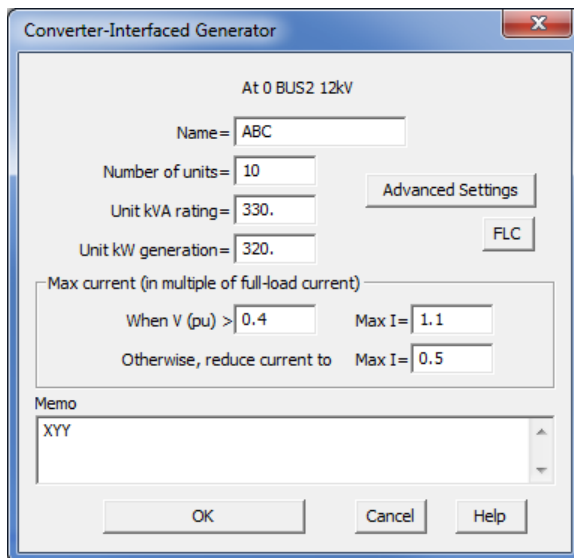 Converter-Interfaced Generator
At 0 BUS2 12kV
Name= ABC
Number of units= 10
Advanced Settings
Unit kVA rating= 330.
FLC
Unit kW generation= 320.
Max current (in multiple of full-load current)
When V (pu) > 0.4 Max I= 1.1
Otherwise, reduce current to Max I= 0.5
Memo
XYY
OK Cancel Help